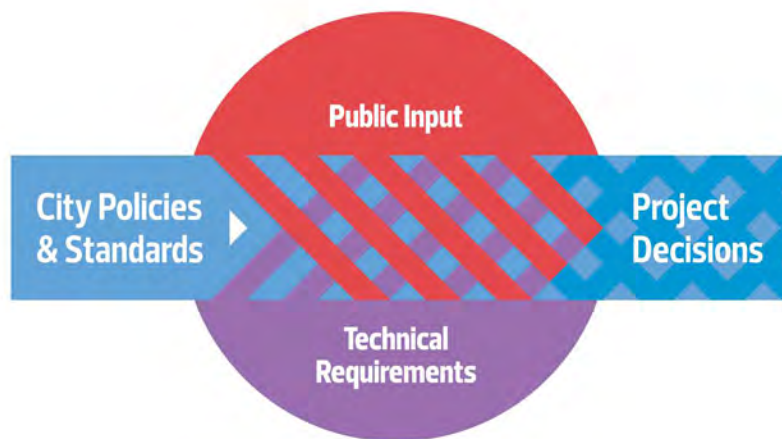 Public Input
City Policies
& Standards
Project
Decisions
Technical
Requirements